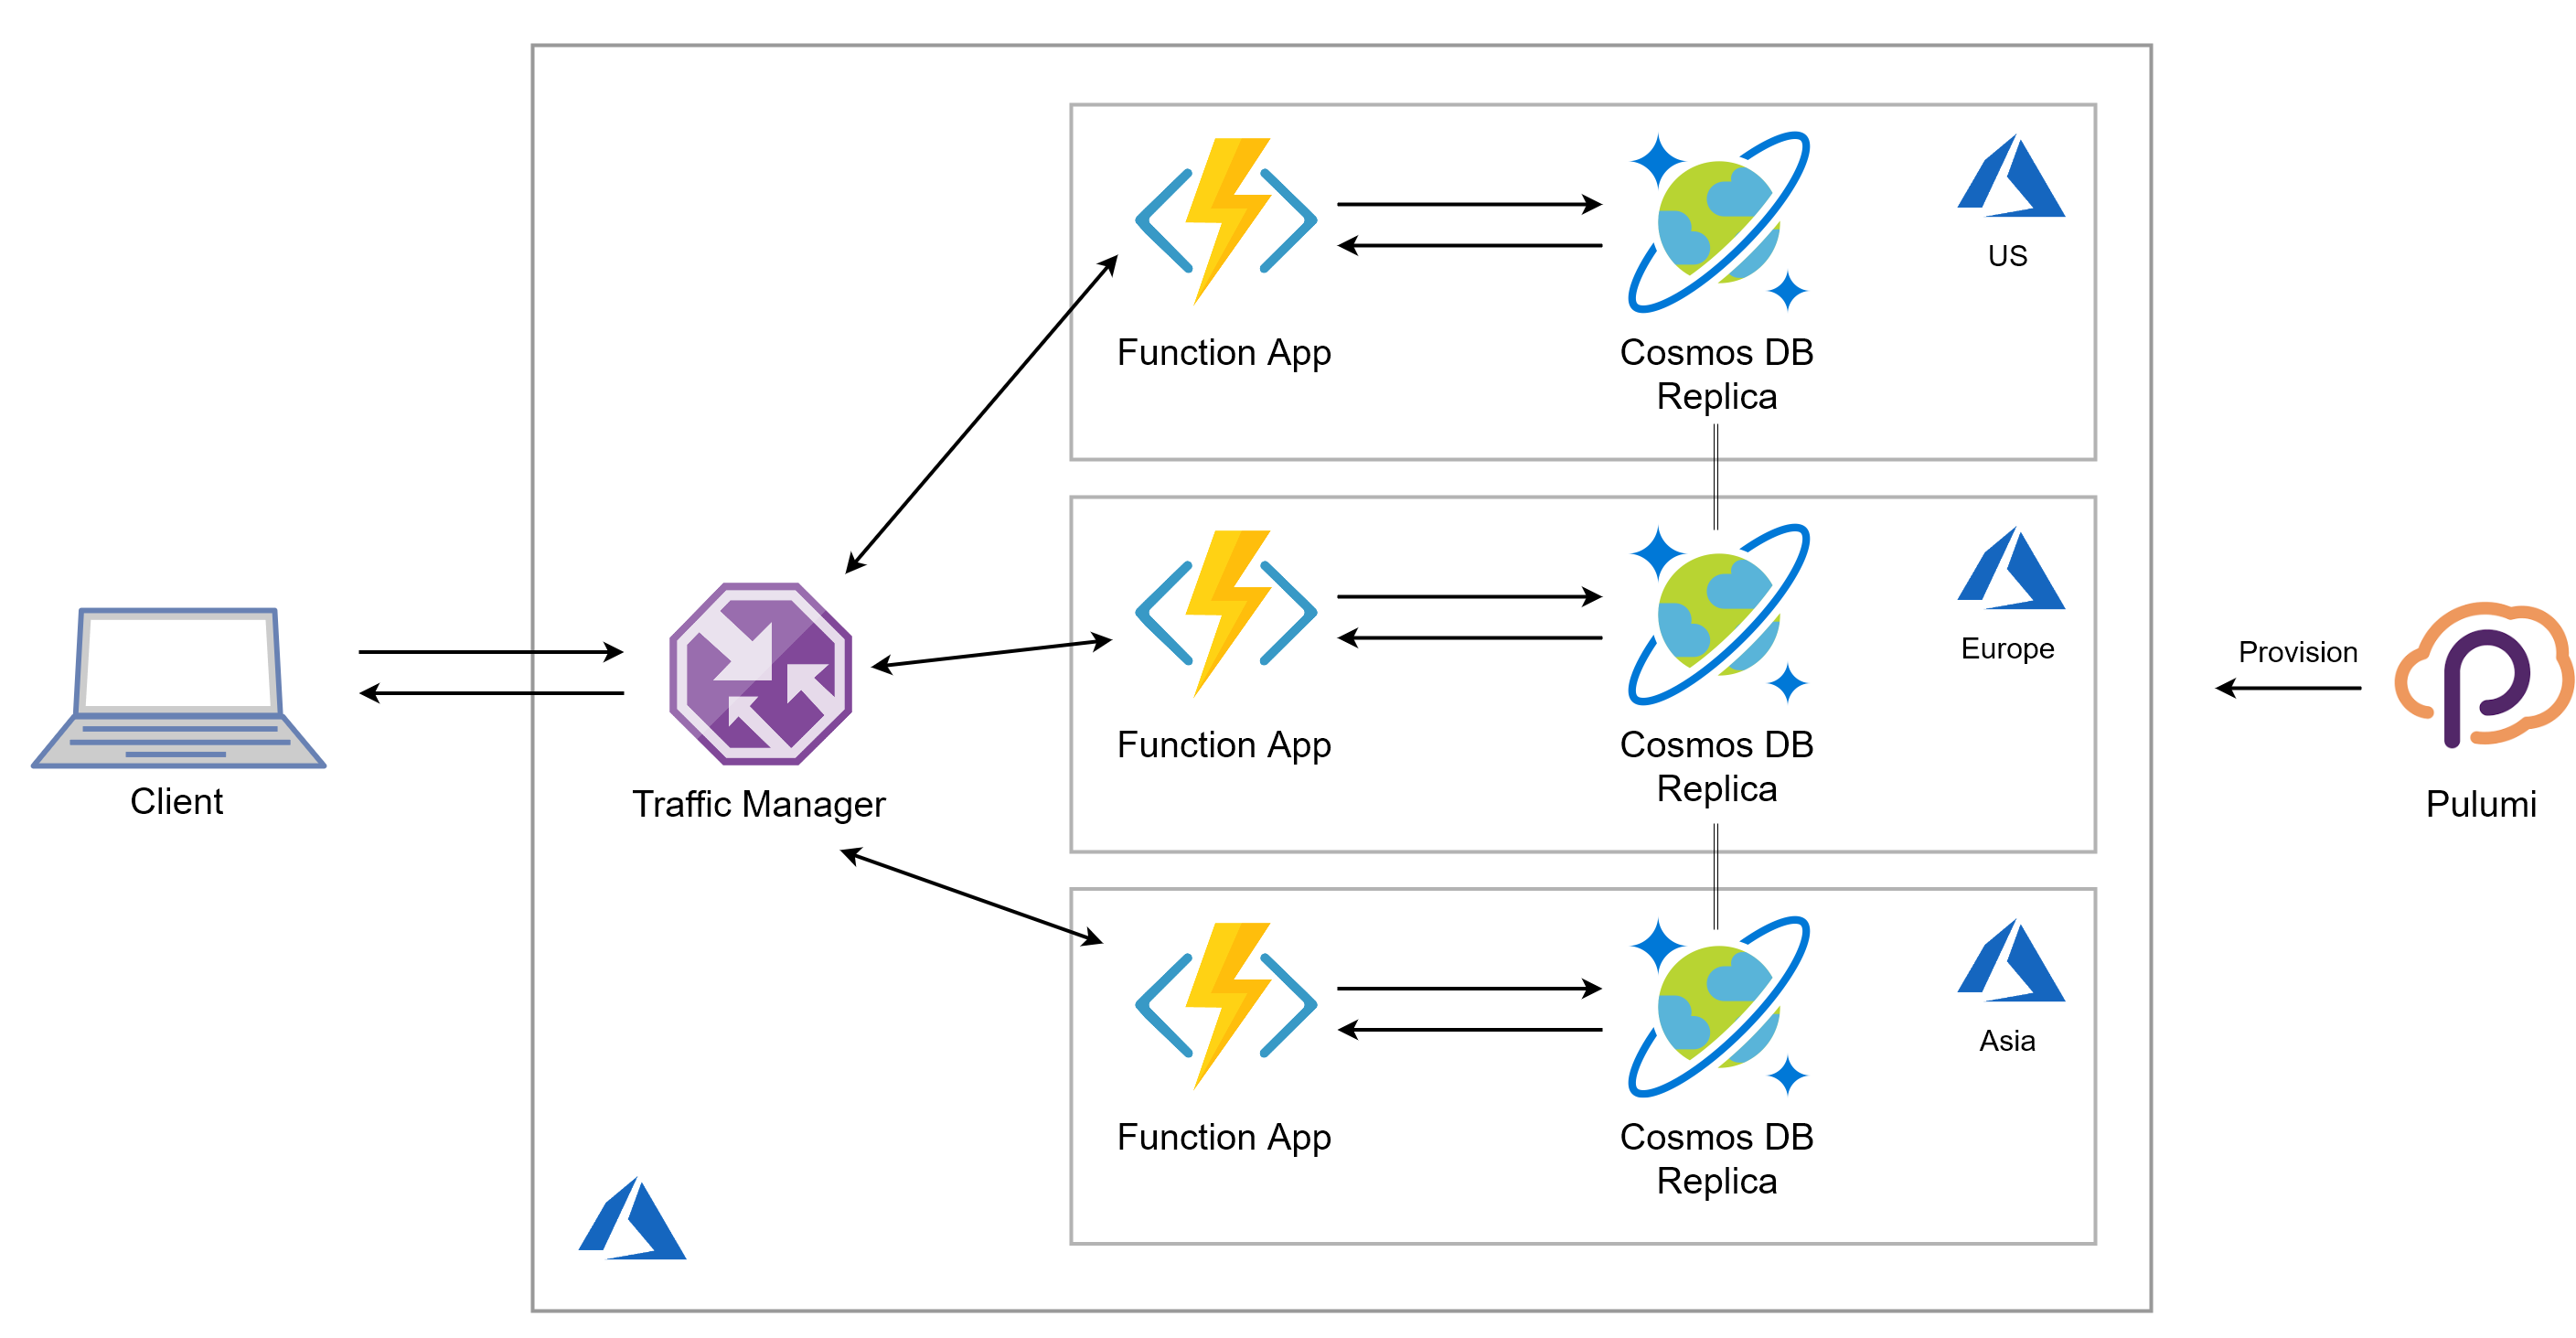 Client
Traffic Manager
Function App
Cosmos DB
Replica
US
Function App
Cosmos DB
Replica
Europe
Function App
Cosmos DB
Replica
Asia
Provision
Pulumi